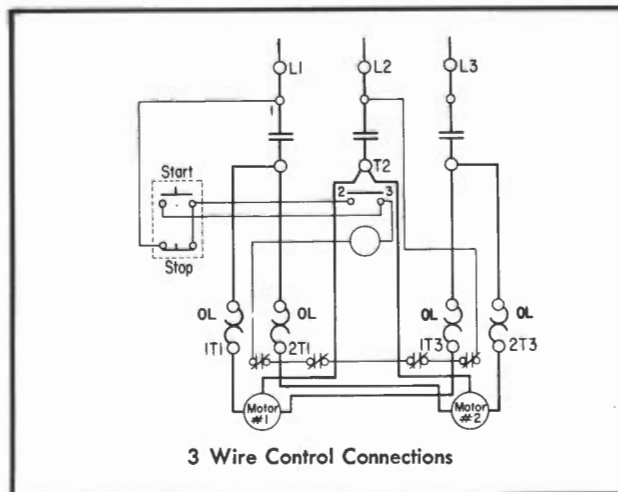 L1 L2 L3
1
T2
Start
2 3
Stop
OL OL OL OL
1T1 2T1 1T3 2T3
Motor #1 Motor #2
3 Wire Control Connections